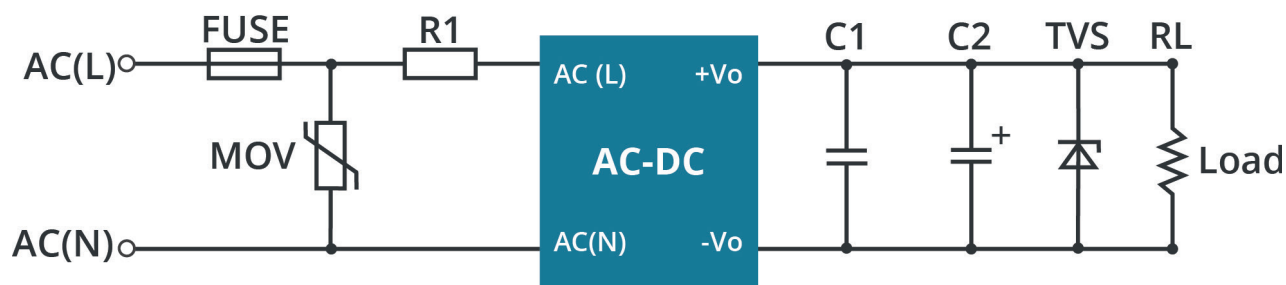 FUSE R1 C1 C2 TVS RL
AC(L) AC (L) +Vo
+
MOV AC-DC Load
AC(N) AC(N) -Vo